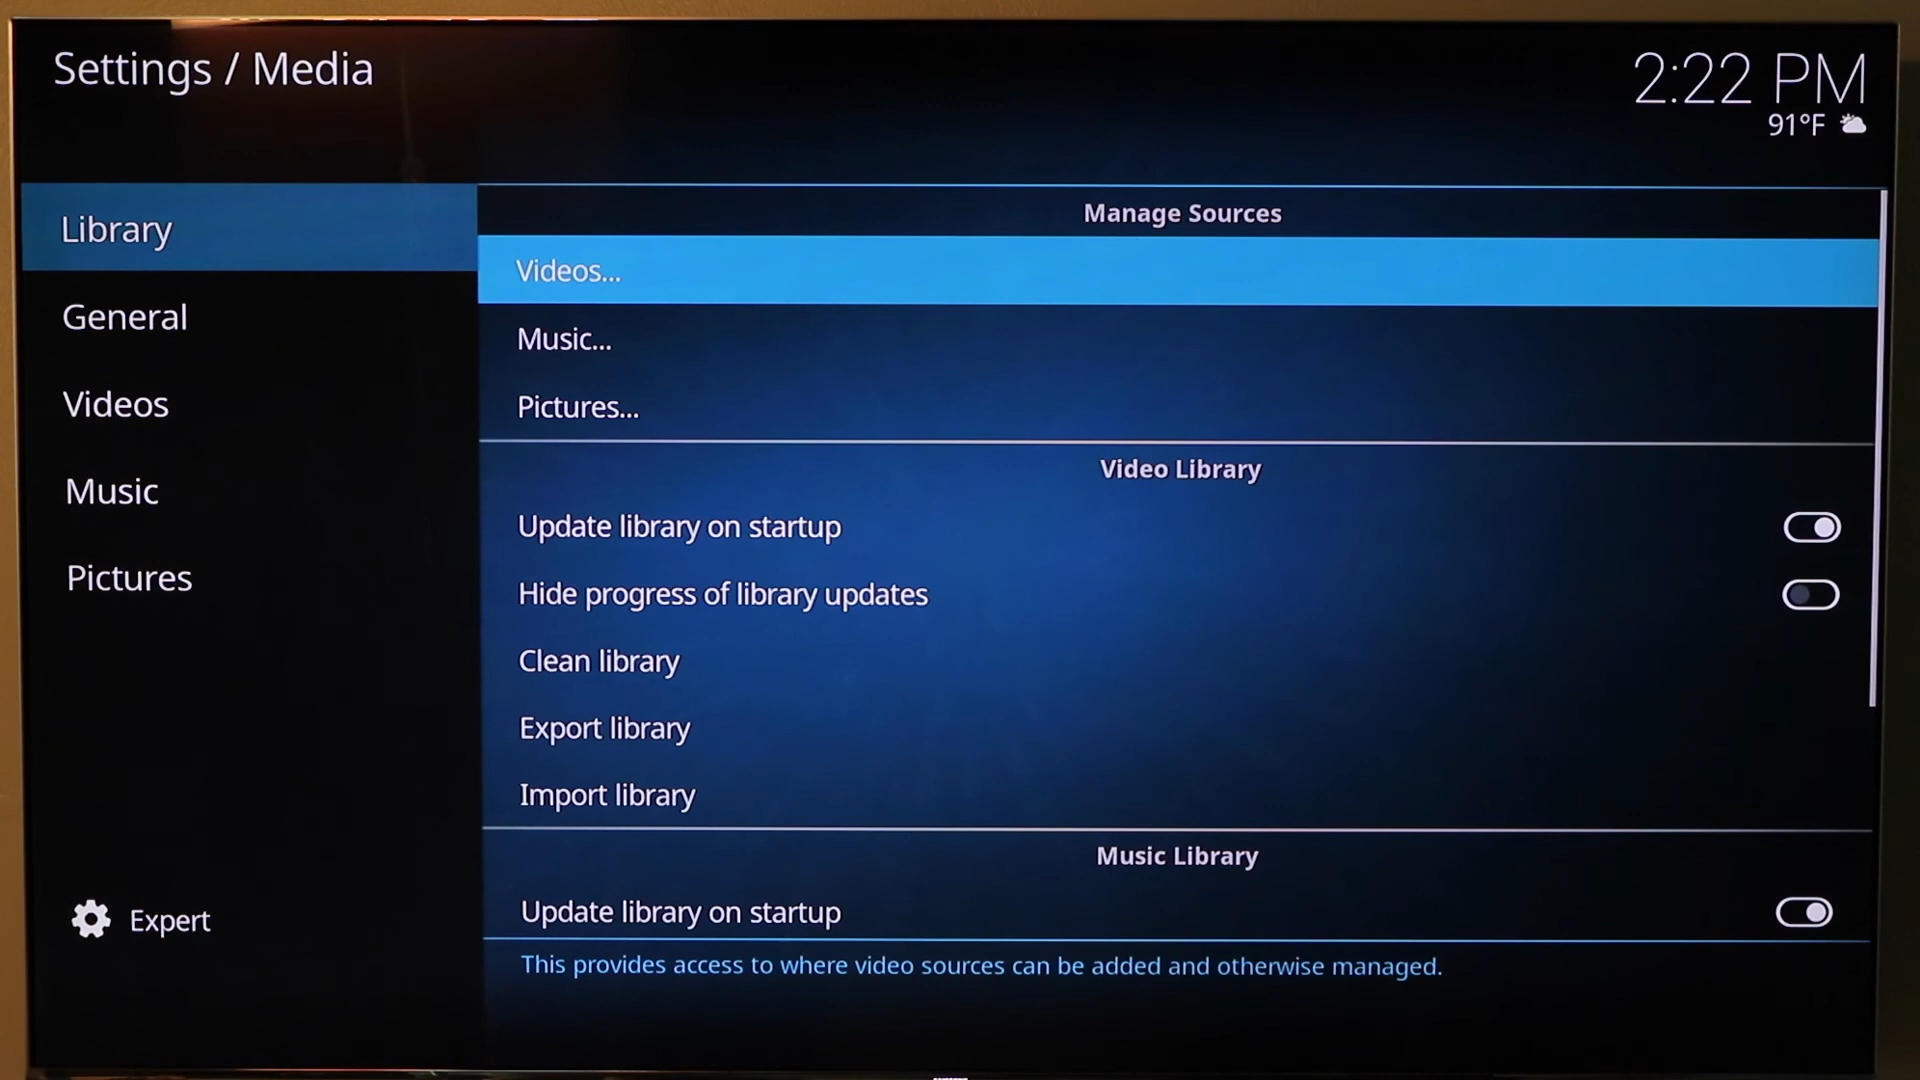 Settings / Media
2:22 PM
91°F
Library
General
Videos
Music
Pictures
Expert
Manage Sources
Videos...
Music...
Pictures...
Video Library
Update library on startup
Hide progress of library updates
Clean library
Export library
Import library
Music Library
Update library on startup
This provides access to where video sources can be added and otherwise managed.